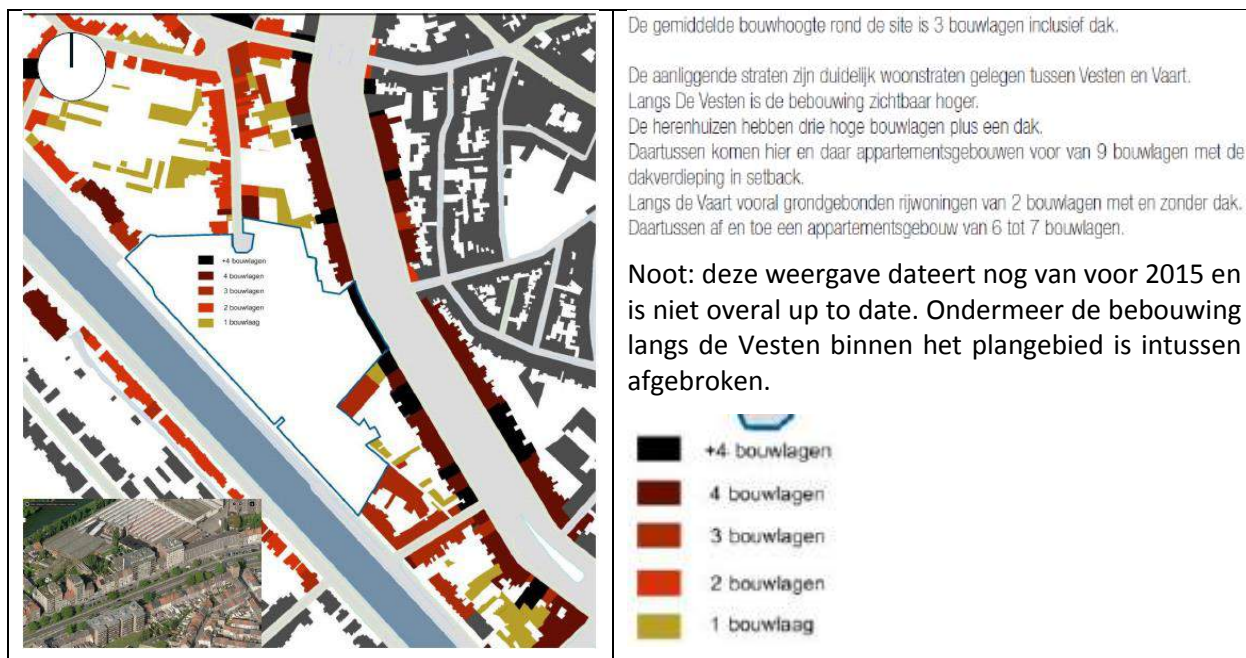 +4 bouwlagen
4 bouwlagen
3 bouwlagen
2 bouwlagen
1 bouwlaag
De gemiddelde bouwhoogte rond de site is 3 bouwlagen inclusief dak.
De aanliggende straten zijn duidelijk woonstraten gelegen tussen Vesten en Vaart.
Langs De Vesten is de bebouwing zichtbaar hoger.
De herenhuizen hebben drie hoge bouwlagen plus een dak.
Daartussen komen hier en daar appartementsgebouwen voor van 9 bouwlagen met de
dakverdieping in setback.
Langs de Vaart vooral grondgebonden rijwoningen van 2 bouwlagen met en zonder dak.
Daartussen af en toe een appartementsgebouw van 6 tot 7 bouwlagen.
Noot: deze weergave dateert nog van voor 2015 en
is niet overal up to date. Ondermeer de bebouwing
langs de Vesten binnen het plangebied is intussen
afgebroken.
+4 bouwlagen
4 bouwlagen
3 bouwlagen
2 bouwlagen
1 bouwlaag